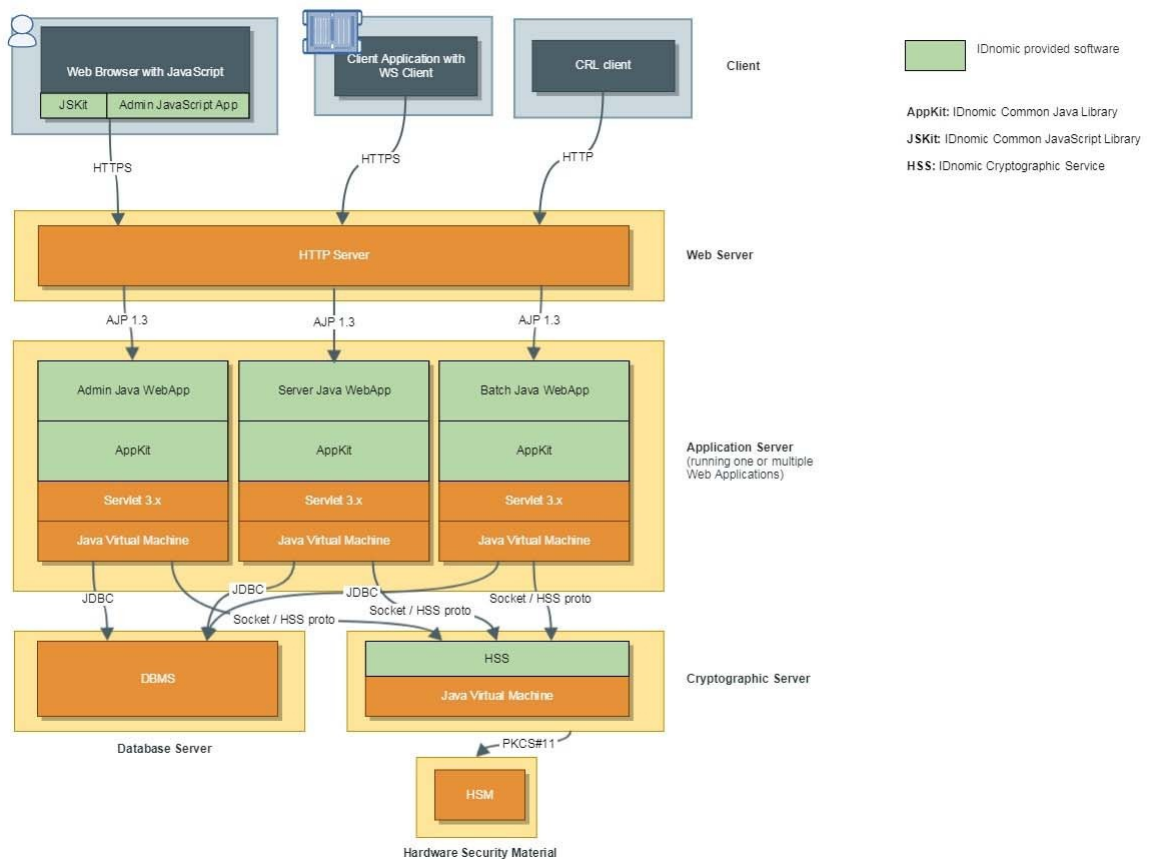 Web Browser with JavaScript
JSKit
Admin JavaScript App
Client Application with
WS Client
CRL client
Client
IDnomic provided software
AppKit: IDnomic Common Java Library
JSKit: IDnomic Common JavaScript Library
HSS: IDnomic Cryptographic Service
HTTPS
HTTPS
HTTP
HTTP Server
Web Server
AJP 1.3
AJP 1.3
AJP 1.3
Admin Java WebApp
Server Java WebApp
Batch Java WebApp
AppKit
AppKit
AppKit
Application Server
(running one or multiple
Web Applications)
Servlet 3.x
Servlet 3.x
Servlet 3.x
Java Virtual Machine
Java Virtual Machine
Java Virtual Machine
JDBC
JDBC
JDBC
Socket / HSS proto
Socket / HSS proto
Socket / HSS proto
DBMS
HSS
Java Virtual Machine
Cryptographic Server
Database Server
PKCS#11
HSM
Hardware Security Material